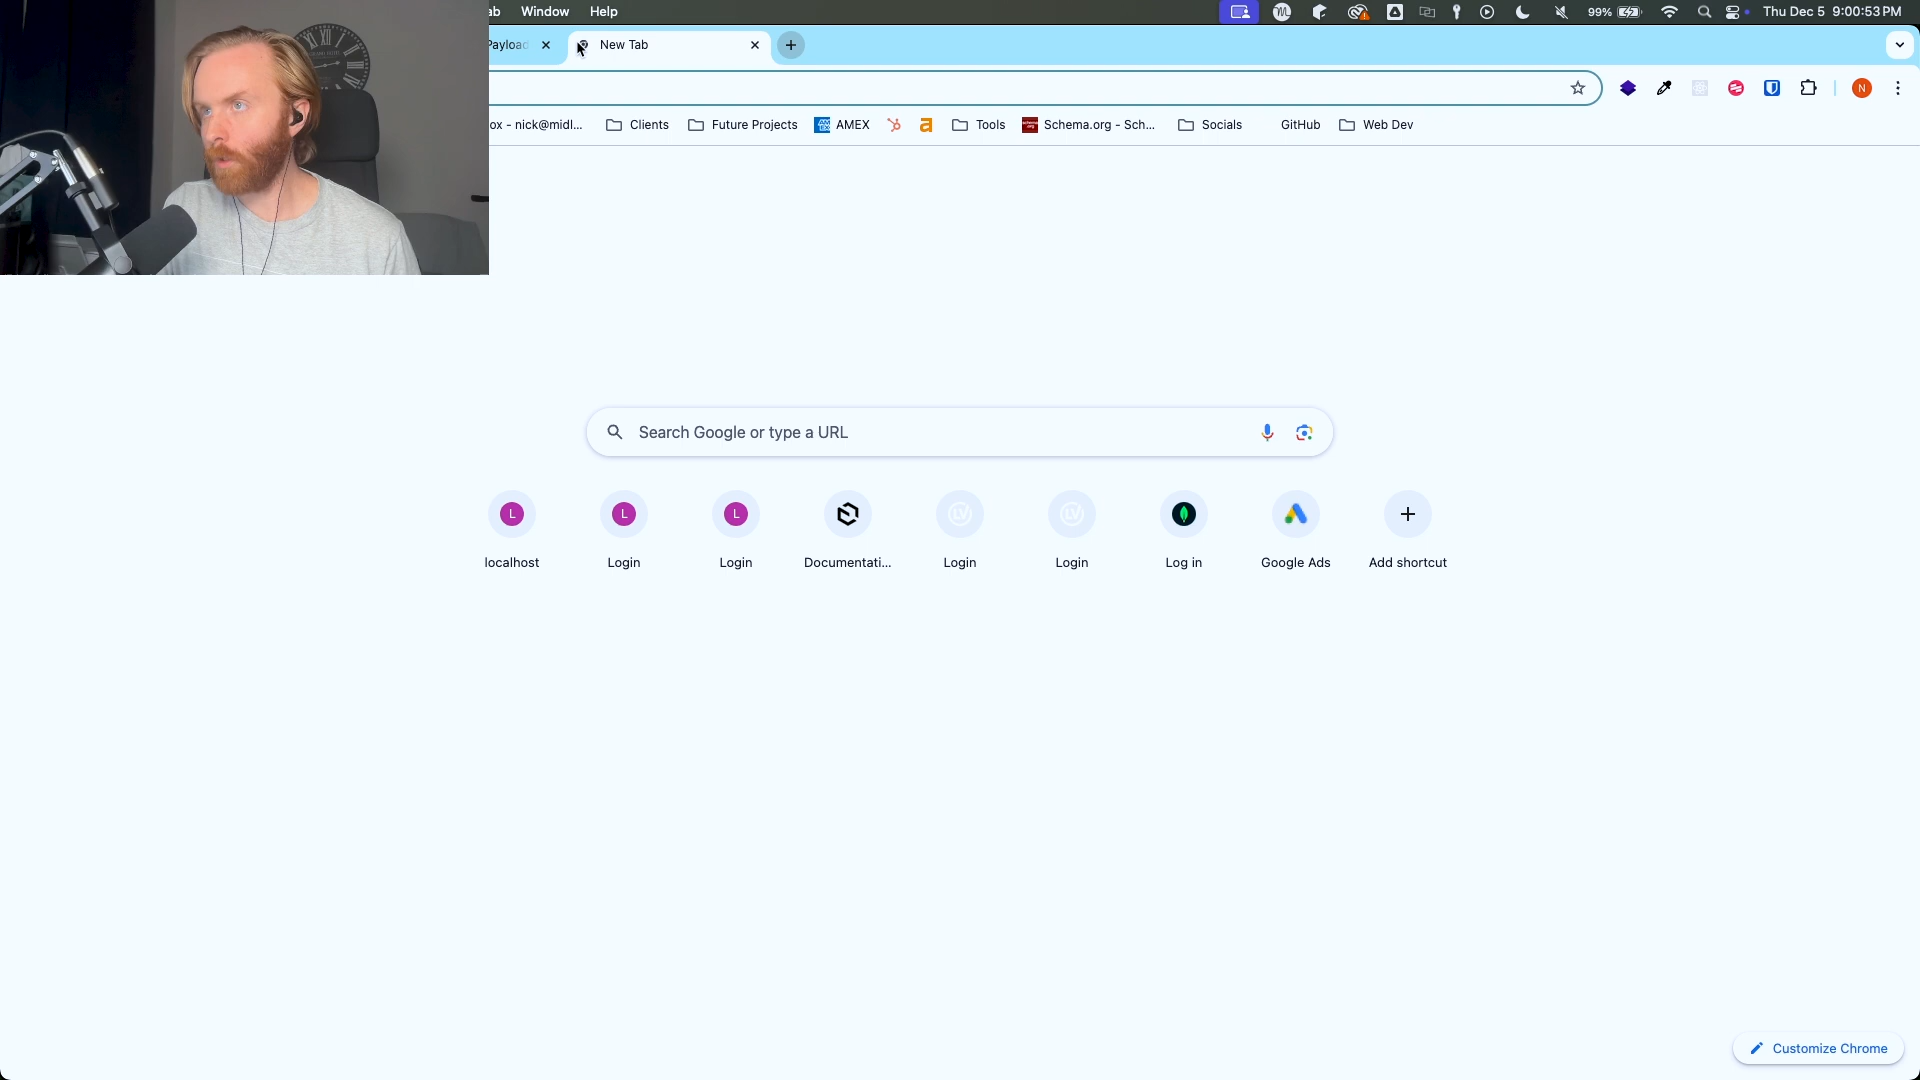 ab Window Help 99% Thu Dec 5 9:00:53 PM
Payload New Tab
ox - nick@midl... Clients Future Projects AMEX Tools Schema.org - Sch... Socials GitHub Web Dev
Search Google or type a URL
L L L
localhost Login Login Documentati... Login Login Log in Google Ads Add shortcut
N
Customize Chrome